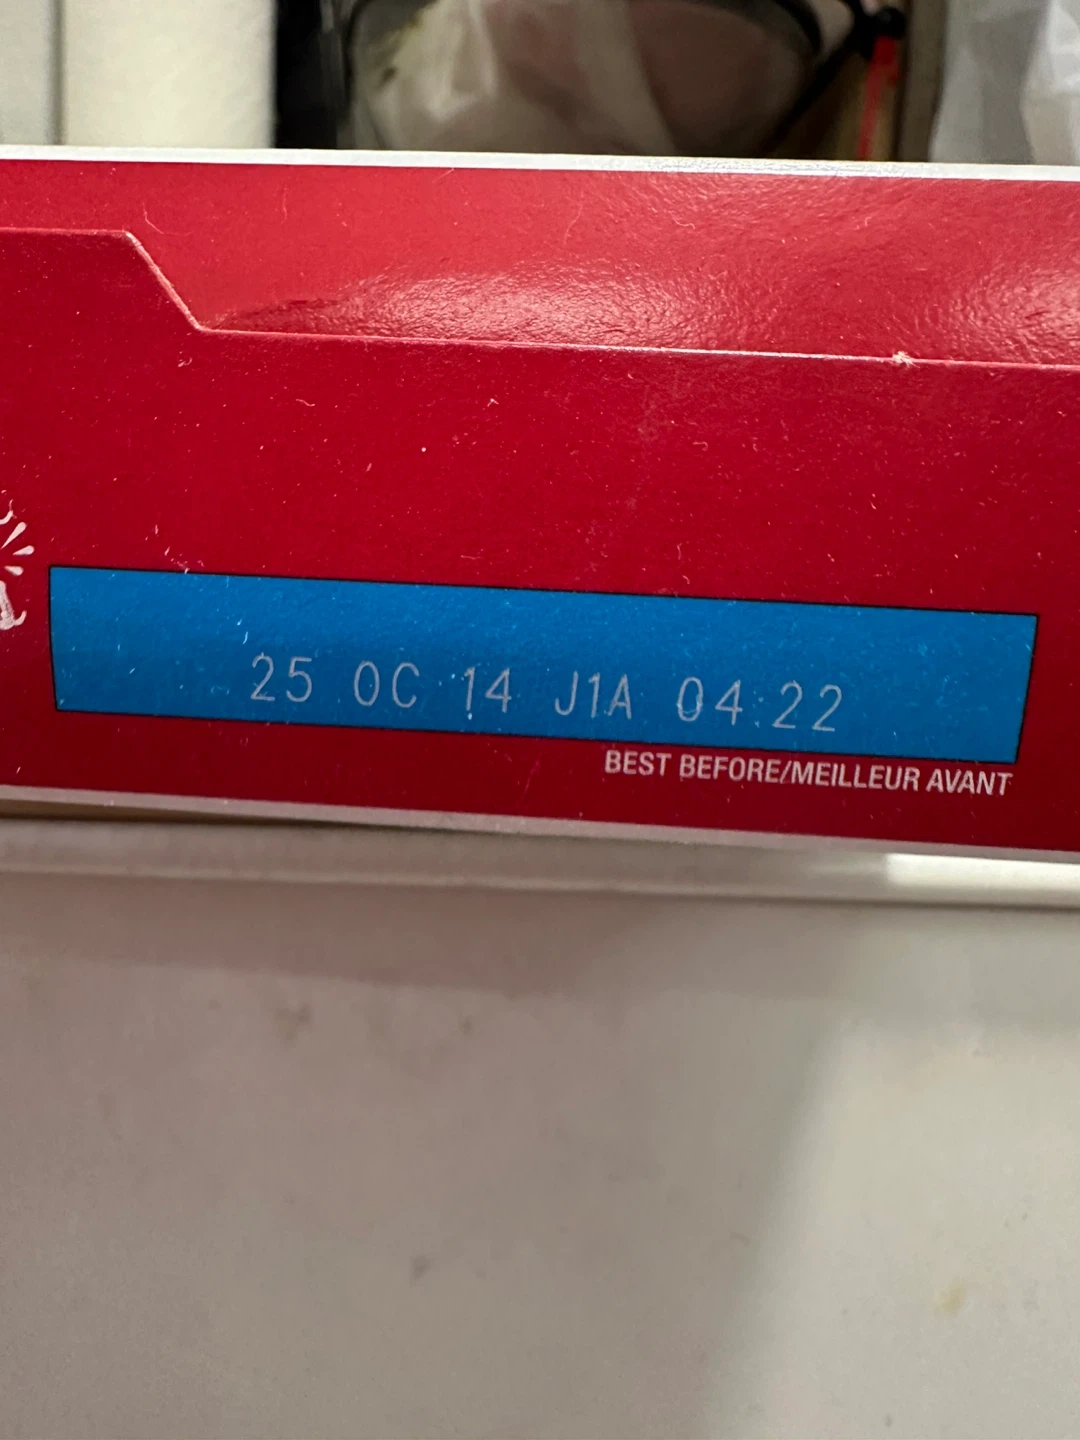 25 OC 14 J1A 04:22
BEST BEFORE/MEILLEUR AVANT